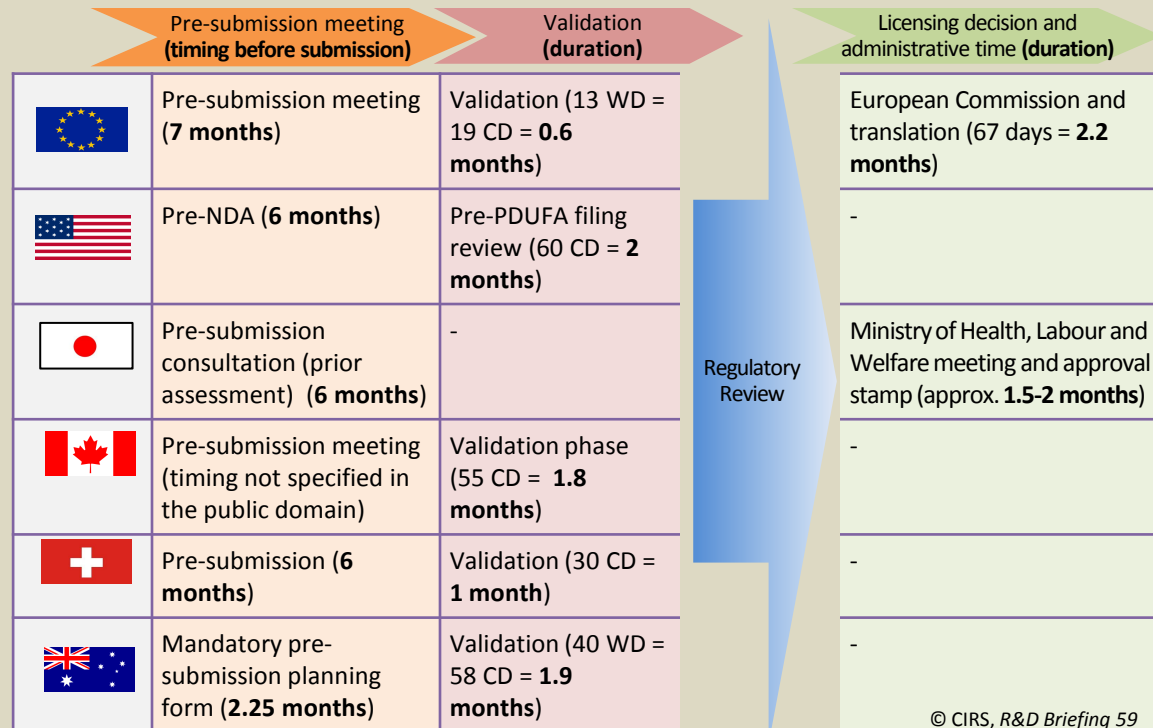 Pre-submission meeting
(timing before submission)
Validation
(duration)
Licensing decision and
administrative time (duration)
Pre-submission meeting
(7 months)
Validation (13 WD =
19 CD = 0.6
months)
European Commission and
translation (67 days = 2.2
months)
Pre-NDA (6 months)
Pre-PDUFA filing
review (60 CD = 2
months)
-
Pre-submission
consultation (prior
assessment) (6 months)
-
Regulatory
Review
Ministry of Health, Labour and
Welfare meeting and approval
stamp (approx. 1.5-2 months)
Pre-submission meeting
(timing not specified in
the public domain)
Validation phase
(55 CD = 1.8
months)
-
Pre-submission (6
months)
Validation (30 CD =
1 month)
-
Mandatory pre-
submission planning
form (2.25 months)
Validation (40 WD =
58 CD = 1.9
months)
-
© CIRS, R&D Briefing 59